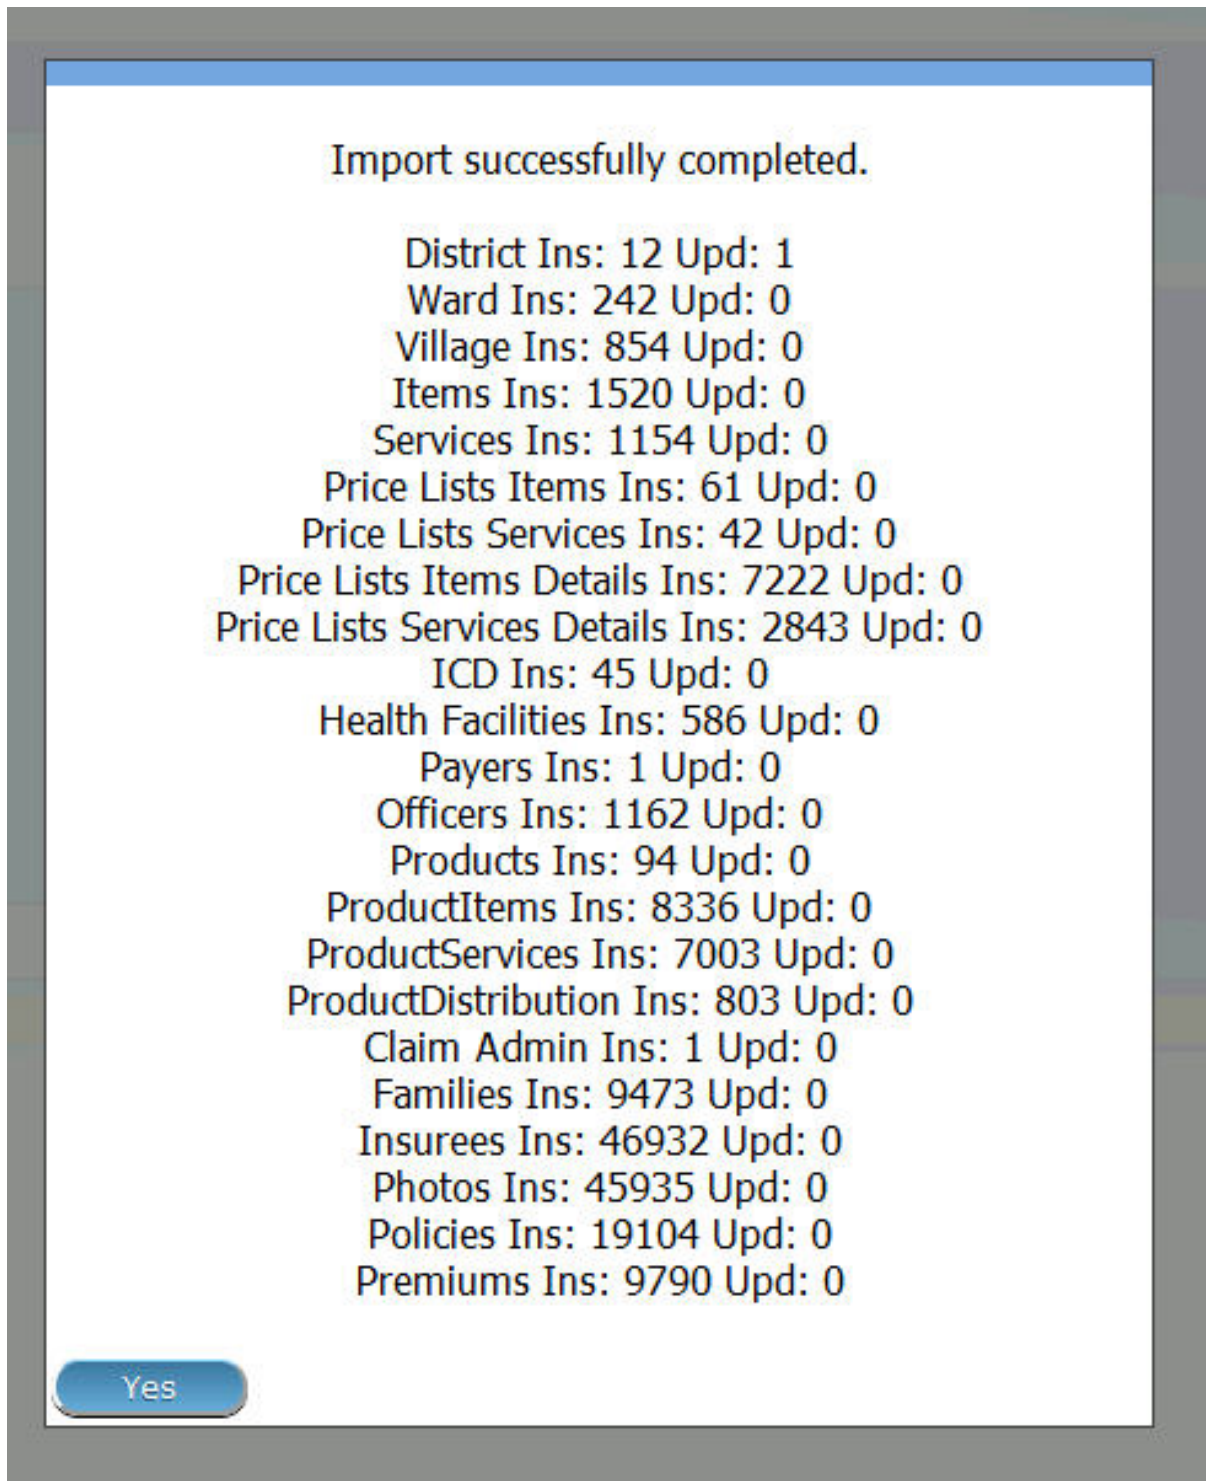 Import successfully completed.
District Ins: 12 Upd: 1
Ward Ins: 242 Upd: 0
Village Ins: 854 Upd: 0
Items Ins: 1520 Upd: 0
Services Ins: 1154 Upd: 0
Price Lists Items Ins: 61 Upd: 0
Price Lists Services Ins: 42 Upd: 0
Price Lists Items Details Ins: 7222 Upd: 0
Price Lists Services Details Ins: 2843 Upd: 0
ICD Ins: 45 Upd: 0
Health Facilities Ins: 586 Upd: 0
Payers Ins: 1 Upd: 0
Officers Ins: 1162 Upd: 0
Products Ins: 94 Upd: 0
ProductItems Ins: 8336 Upd: 0
ProductServices Ins: 7003 Upd: 0
ProductDistribution Ins: 803 Upd: 0
Claim Admin Ins: 1 Upd: 0
Families Ins: 9473 Upd: 0
Insurees Ins: 46932 Upd: 0
Photos Ins: 45935 Upd: 0
Policies Ins: 19104 Upd: 0
Premiums Ins: 9790 Upd: 0
Yes